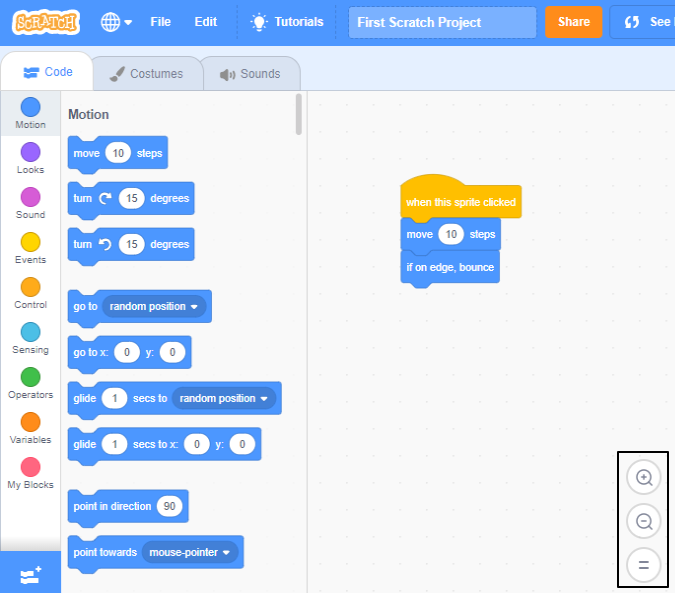 SCRATCH File Edit Tutorials First Scratch Project Share See
Code Costumes Sounds
Motion
Looks
Sound
Events
Control
Sensing
Operators
Variables
My Blocks
Motion
move 10 steps
turn 15 degrees
turn 15 degrees
go to random position
go to x: 0 y: 0
glide 1 secs to random position
glide 1 secs to x: 0 y: 0
point in direction 90
point towards mouse-pointer
when this sprite clicked
move 10 steps
if on edge, bounce